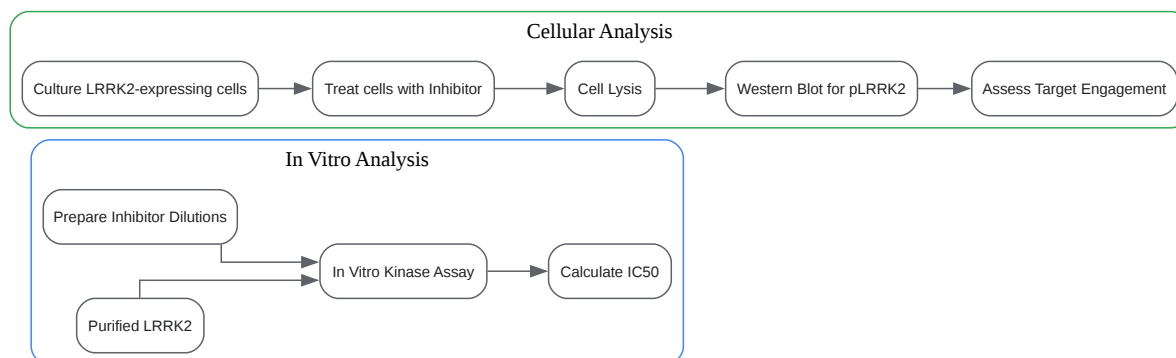 Cellular Analysis
Culture LRRK2-expressing cells
Treat cells with Inhibitor
Cell Lysis
Western Blot for pLRRK2
Assess Target Engagement
In Vitro Analysis
Prepare Inhibitor Dilutions
In Vitro Kinase Assay
Calculate IC50
Purified LRRK2